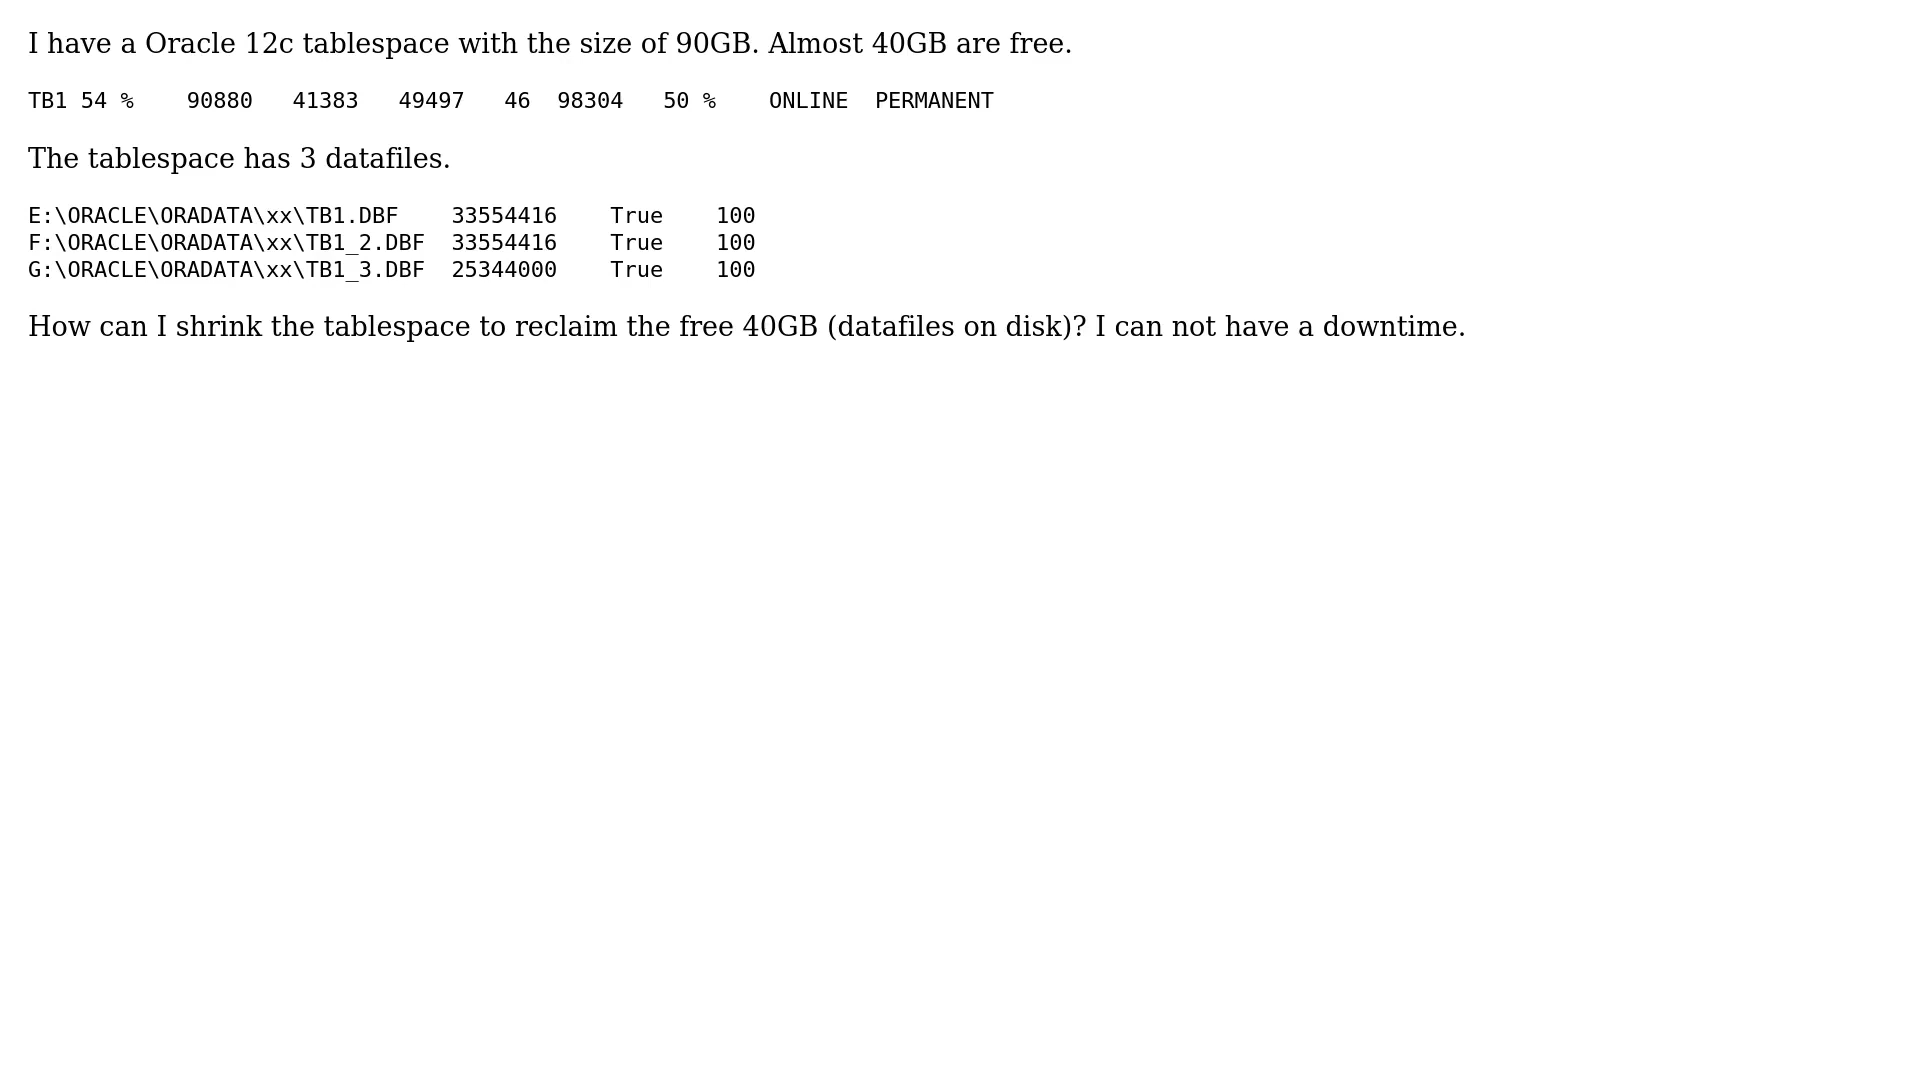 I have a Oracle 12c tablespace with the size of 90GB. Almost 40GB are free.
TB1 54 %    90880   41383   49497   46  98304   50 %    ONLINE  PERMANENT
The tablespace has 3 datafiles.
E:\ORACLE\ORADATA\xx\TB1.DBF    33554416    True    100
F:\ORACLE\ORADATA\xx\TB1_2.DBF  33554416    True    100
G:\ORACLE\ORADATA\xx\TB1_3.DBF  25344000    True    100
How can I shrink the tablespace to reclaim the free 40GB (datafiles on disk)? I can not have a downtime.